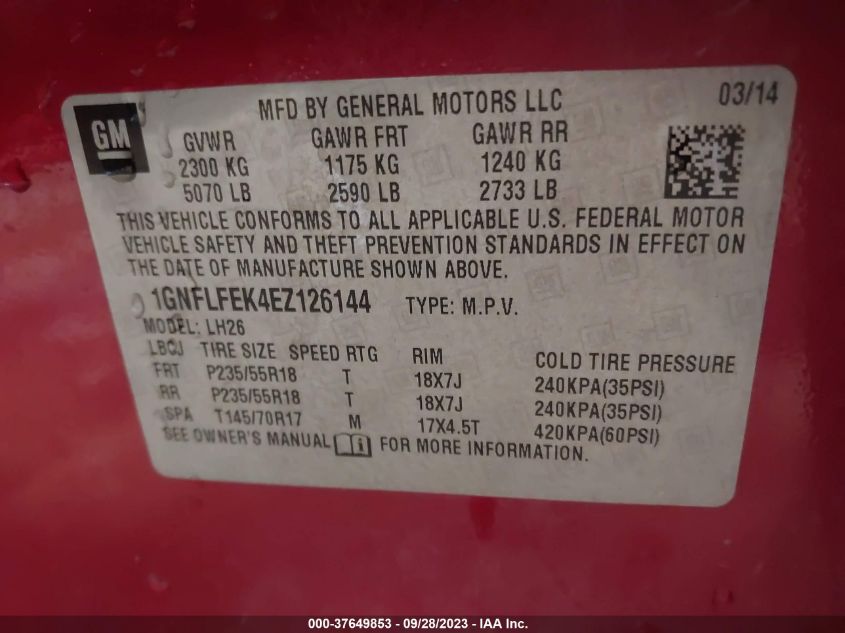 GM
MFD BY GENERAL MOTORS LLC 03/14
GVWR GAWR FRT GAWR RR
2300 KG 1175 KG 1240 KG
5070 LB 2590 LB 2733 LB
THIS VEHICLE CONFORMS TO ALL APPLICABLE U.S. FEDERAL MOTOR
VEHICLE SAFETY AND THEFT PREVENTION STANDARDS IN EFFECT ON
THE DATE OF MANUFACTURE SHOWN ABOVE.
1GNFLFEK4EZ126144 TYPE: M.P.V.
MODEL: LH26
LBCJ TIRE SIZE SPEED RTG RIM COLD TIRE PRESSURE
FRT P235/55R18 T 18X7J 240KPA(35PSI)
RR P235/55R18 T 18X7J 240KPA(35PSI)
SPA T145/70R17 M 17X4.5T 420KPA(60PSI)
SEE OWNER'S MANUAL FOR MORE INFORMATION.
000-37649853 - 09/28/2023 - IAA Inc.